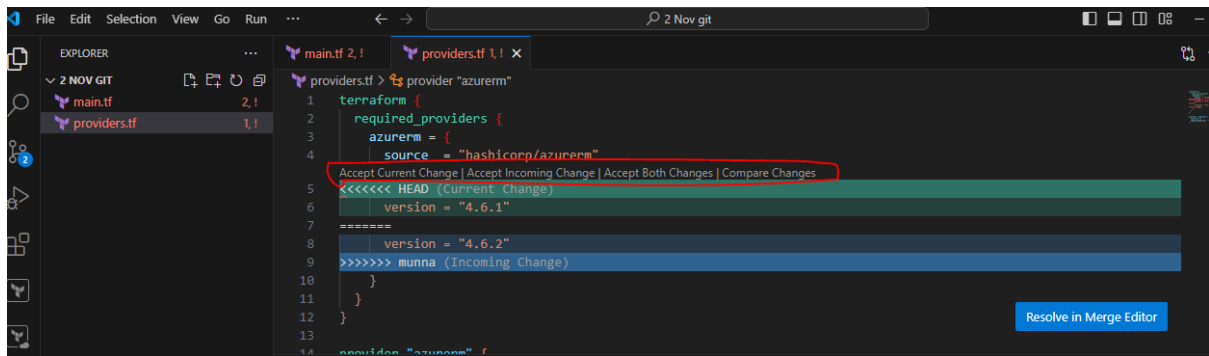 File Edit Selection View Go Run ··· ← → 2 Nov git
EXPLORER ···
2 NOV GIT
main.tf 2, !
providers.tf 1, !
2
main.tf 2, ! providers.tf 1, ! ×
providers.tf > provider "azurerm"
1 terraform {
2 required_providers {
3 azurerm = {
4 source = "hashicorp/azurerm"
Accept Current Change | Accept Incoming Change | Accept Both Changes | Compare Changes
5 <<<<<<< HEAD (Current Change)
6 version = "4.6.1"
7 =======
8 version = "4.6.2"
9 >>>>>>> munna (Incoming Change)
10 }
11 }
12 }
13
14 provider "azurerm" {
Resolve in Merge Editor